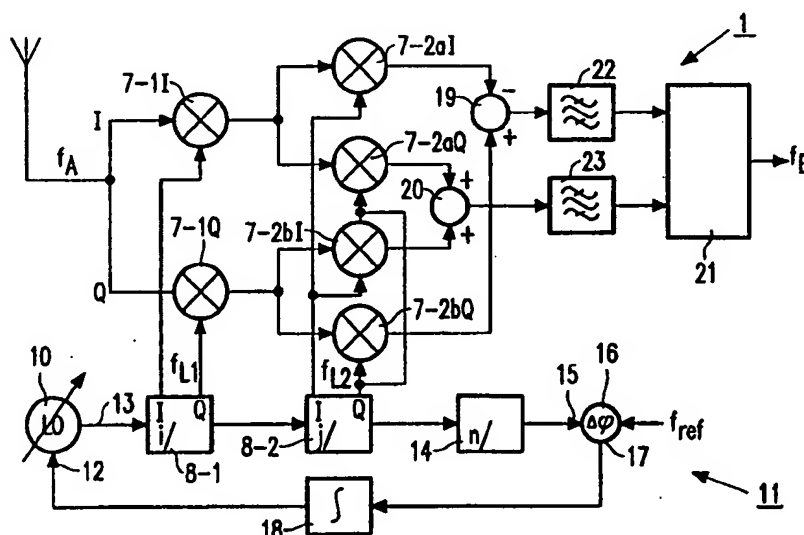 7-1I
7-2aI
1
22
19
−
+
I
f_A
7-2aQ
+
20
+
23
f_E
7-1Q
7-2bI
Q
21
7-2bQ
10
f_L1
f_L2
16
LO
13
I Q
i/
I Q
j/
n/
15
Δφ
f_ref
12
8-1
8-2
14
17
11
18
∫